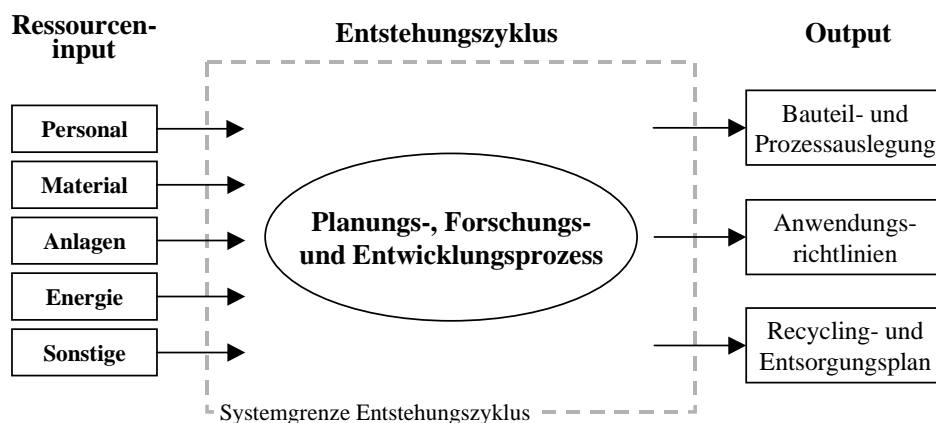 Ressourcen-
input
Entstehungszyklus
Output
Personal
Material
Anlagen
Energie
Sonstige
Planungs-, Forschungs-
und Entwicklungsprozess
Bauteil- und
Prozessauslegung
Anwendungs-
richtlinien
Recycling- und
Entsorgungsplan
Systemgrenze Entstehungszyklus